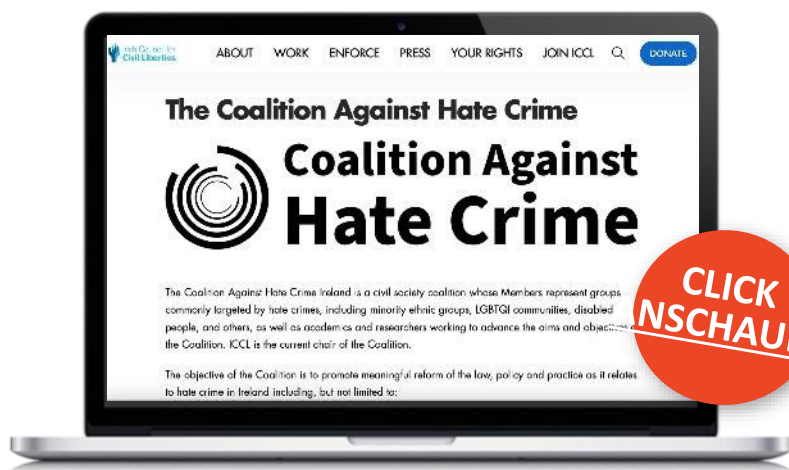 Irish Council for
Civil Liberties
ABOUT WORK ENFORCE PRESS YOUR RIGHTS JOIN ICCL DONATE
The Coalition Against Hate Crime
Coalition Against
Hate Crime
The Coalition Against Hate Crime Ireland is a civil society coalition whose Members represent groups
commonly targeted by hate crimes, including minority ethnic groups, LGBTQI communities, disabled
people, and others, as well as academics and researchers working to advance the aims and objectives
the Coalition. ICCL is the current chair of the Coalition.
The objective of the Coalition is to promote meaningful reform of the law, policy and practice as it relates
to hate crime in Ireland including, but not limited to:
CLICK
NSCHAU